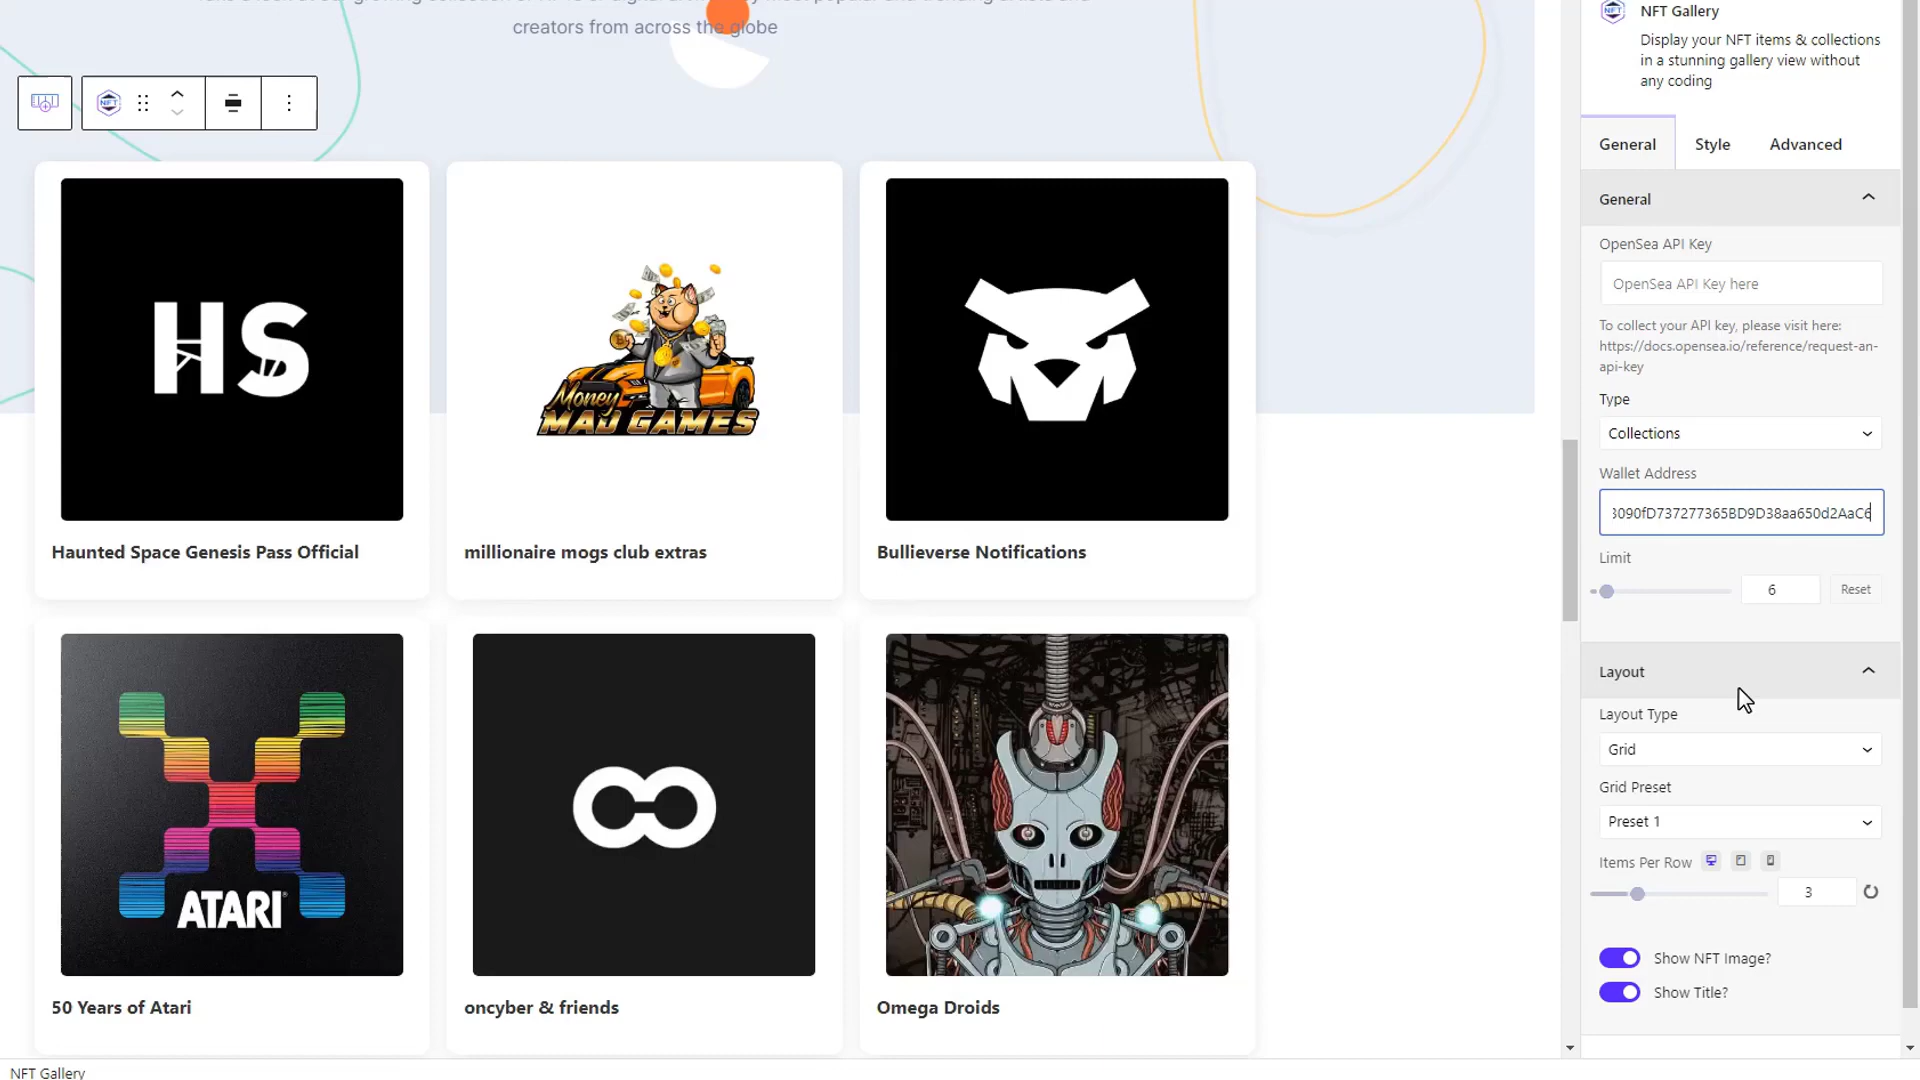 creators from across the globe
NFT
HS
Money
MAD GAMES
Haunted Space Genesis Pass Official
millionaire mogs club extras
Bullieverse Notifications
ATARI
50 Years of Atari
oncyber & friends
Omega Droids
NFT Gallery
NFT Gallery
Display your NFT items & collections
in a stunning gallery view without
any coding
General
Style
Advanced
General
OpenSea API Key
OpenSea API Key here
To collect your API key, please visit here:
https://docs.opensea.io/reference/request-an-
api-key
Type
Collections
Wallet Address
3090fD737277365BD9D38aa650d2AaC6
Limit
6
Reset
Layout
Layout Type
Grid
Grid Preset
Preset 1
Items Per Row
3
Show NFT Image?
Show Title?